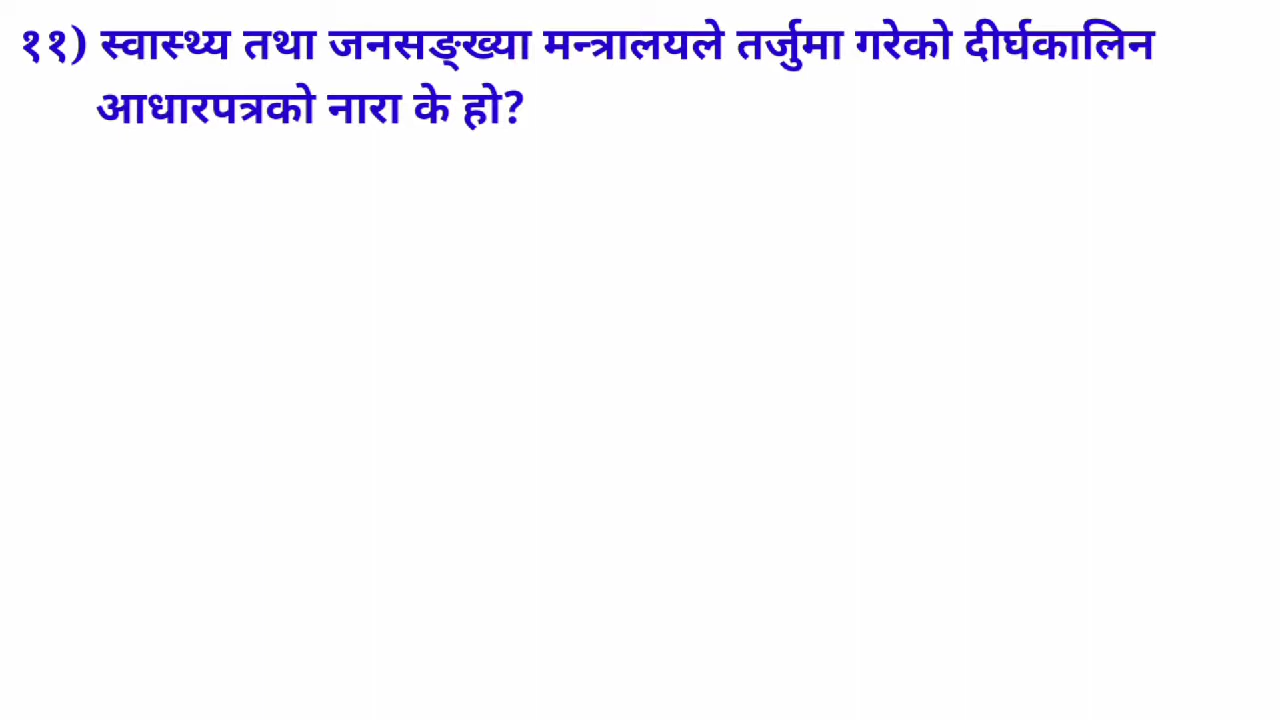 ११) स्वास्थ्य तथा जनसङ्ख्या मन्त्रालयले तर्जुमा गरेको दीर्घकालिन
आधारपत्रको नारा के हो?